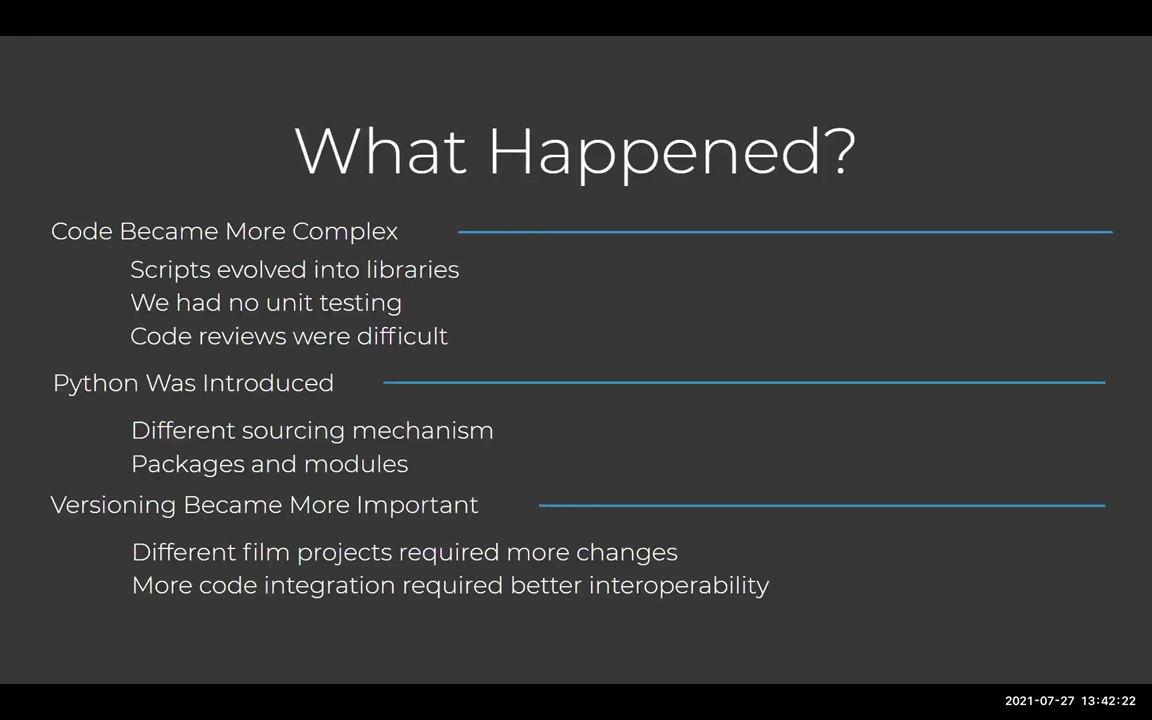 What Happened?
Code Became More Complex
Scripts evolved into libraries
We had no unit testing
Code reviews were difficult
Python Was Introduced
Different sourcing mechanism
Packages and modules
Versioning Became More Important
Different film projects required more changes
More code integration required better interoperability
2021-07-27 13:42:22